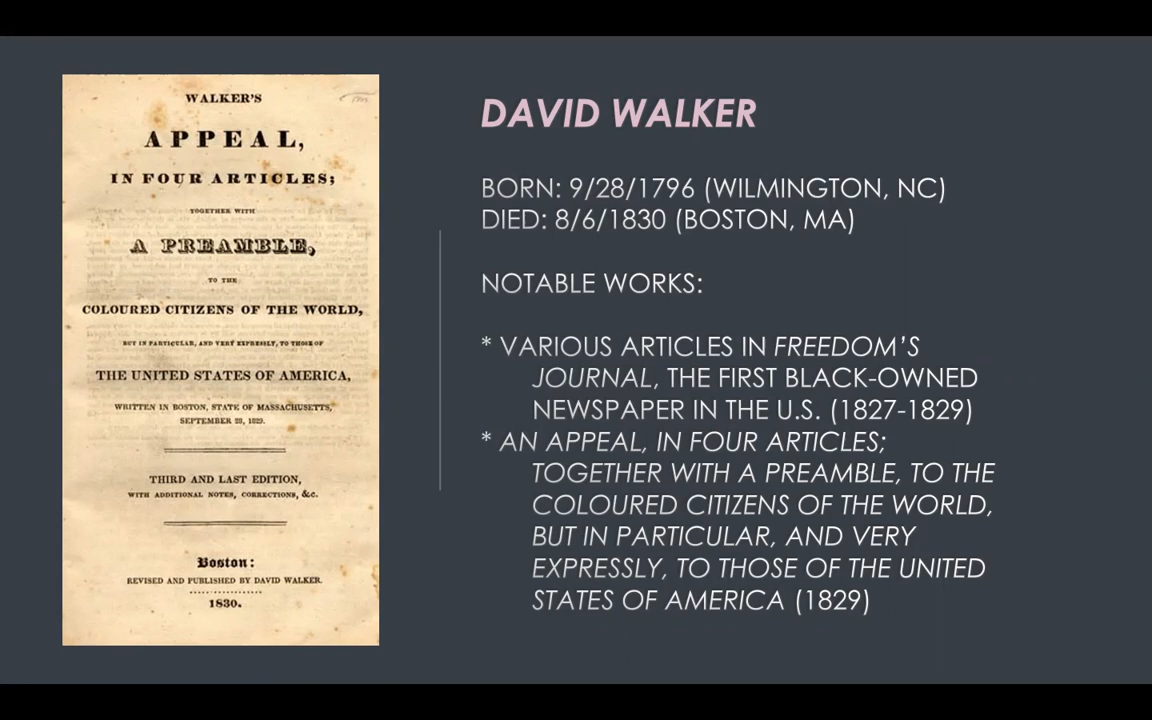 WALKER'S
APPEAL,
IN FOUR ARTICLES;
TOGETHER WITH
A PREAMBLE,
TO THE
COLOURED CITIZENS OF THE WORLD,
BUT IN PARTICULAR, AND VERY EXPRESSLY, TO THOSE OF
THE UNITED STATES OF AMERICA,
WRITTEN IN BOSTON, STATE OF MASSACHUSETTS,
SEPTEMBER 28, 1829.
THIRD AND LAST EDITION,
WITH ADDITIONAL NOTES, CORRECTIONS, &C.
Boston:
REVISED AND PUBLISHED BY DAVID WALKER.
1830.
DAVID WALKER
BORN: 9/28/1796 (WILMINGTON, NC)
DIED: 8/6/1830 (BOSTON, MA)
NOTABLE WORKS:
* VARIOUS ARTICLES IN FREEDOM'S
JOURNAL, THE FIRST BLACK-OWNED
NEWSPAPER IN THE U.S. (1827-1829)
* AN APPEAL, IN FOUR ARTICLES;
TOGETHER WITH A PREAMBLE, TO THE
COLOURED CITIZENS OF THE WORLD,
BUT IN PARTICULAR, AND VERY
EXPRESSLY, TO THOSE OF THE UNITED
STATES OF AMERICA (1829)